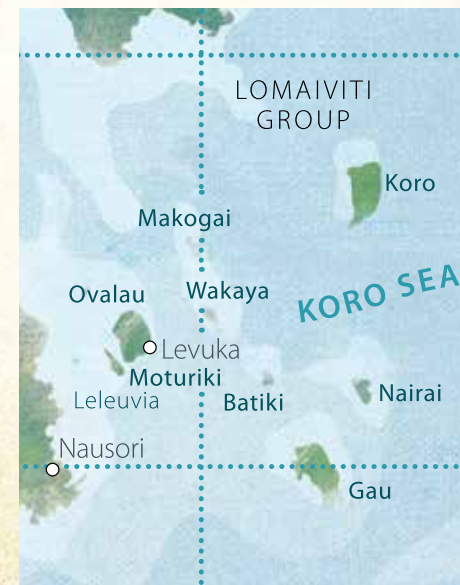 LOMAIVITI
GROUP
Koro
Makogai
Ovalau
Wakaya
KORO SEA
Levuka
Moturiki
Leleuvia
Batiki
Nairai
Nausori
Gau